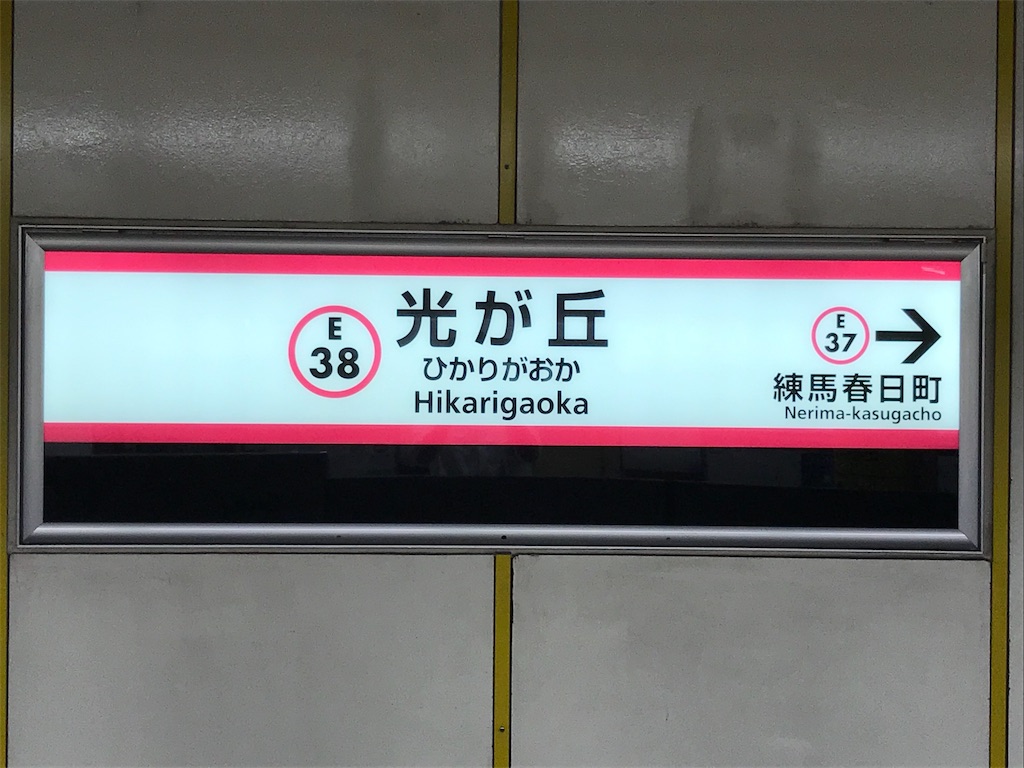 E
38
光が丘
ひかりがおか
Hikarigaoka
E
37
練馬春日町
Nerima-kasugacho